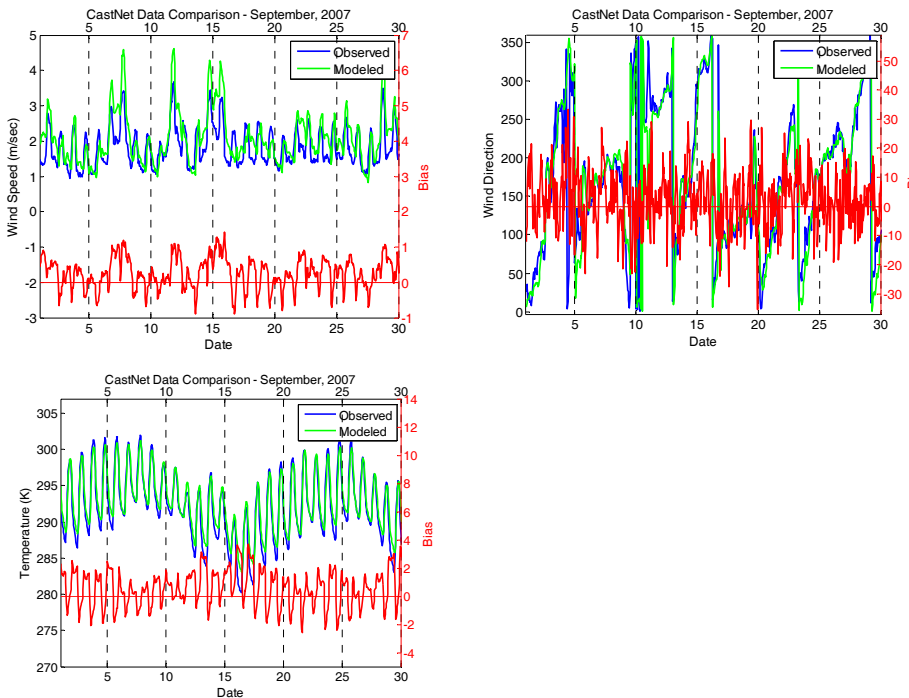 CastNet Data Comparison - September, 2007
5 10 15 20 25 30
5 7
4 6
3 5
2 4
1 3
0 2
-1 1
-2 0
-3 -1
Wind Speed (m/sec)
Bias
Observed
Modeled
5 10 15 20 25 30
Date
CastNet Data Comparison - September, 2007
5 10 15 20 25 30
350
300 50
250 40
200 30
150 20
100 10
50 0
0 -10
-20
-30
Wind Direction
Observed
Modeled
5 10 15 20 25 30
Date
CastNet Data Comparison - September, 2007
5 10 15 20 25 30
305 14
300 12
295 10
290 8
285 6
280 4
275 2
270 0
-2
-4
Temperature (K)
Bias
Observed
Modeled
5 10 15 20 25 30
Date